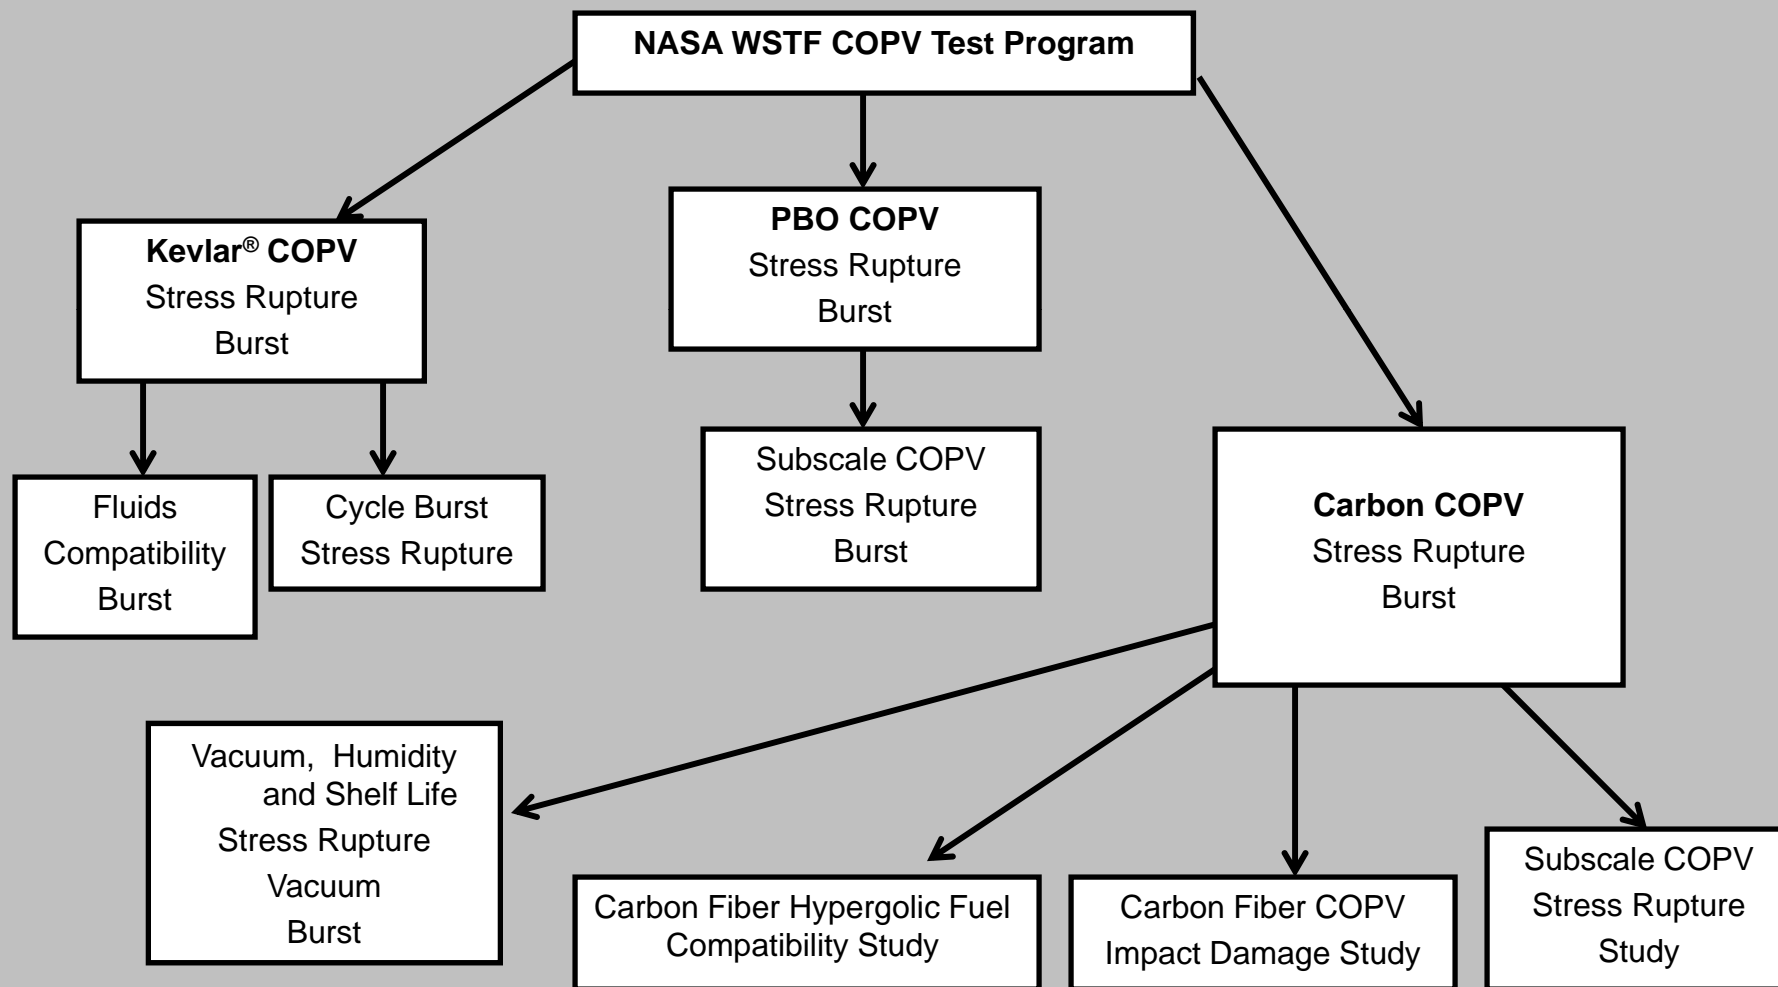 NASA WSTF COPV Test Program
Kevlar® COPV
Stress Rupture
Burst
PBO COPV
Stress Rupture
Burst
Fluids
Compatibility
Burst
Cycle Burst
Stress Rupture
Subscale COPV
Stress Rupture
Burst
Carbon COPV
Stress Rupture
Burst
Vacuum, Humidity
and Shelf Life
Stress Rupture
Vacuum
Burst
Carbon Fiber Hypergolic Fuel
Compatibility Study
Carbon Fiber COPV
Impact Damage Study
Subscale COPV
Stress Rupture
Study